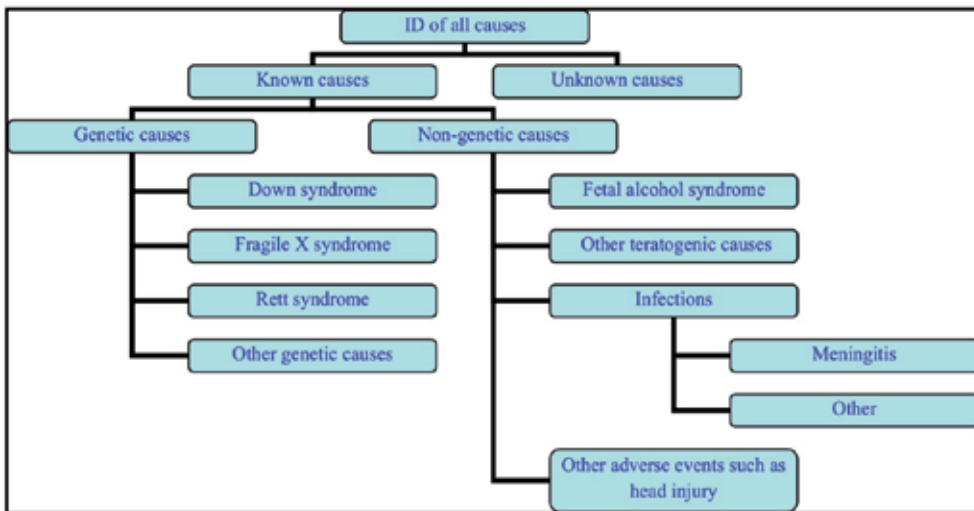 ID of all causes
Known causes
Unknown causes
Genetic causes
Non-genetic causes
Down syndrome
Fetal alcohol syndrome
Fragile X syndrome
Other teratogenic causes
Rett syndrome
Infections
Other genetic causes
Meningitis
Other
Other adverse events such as
head injury